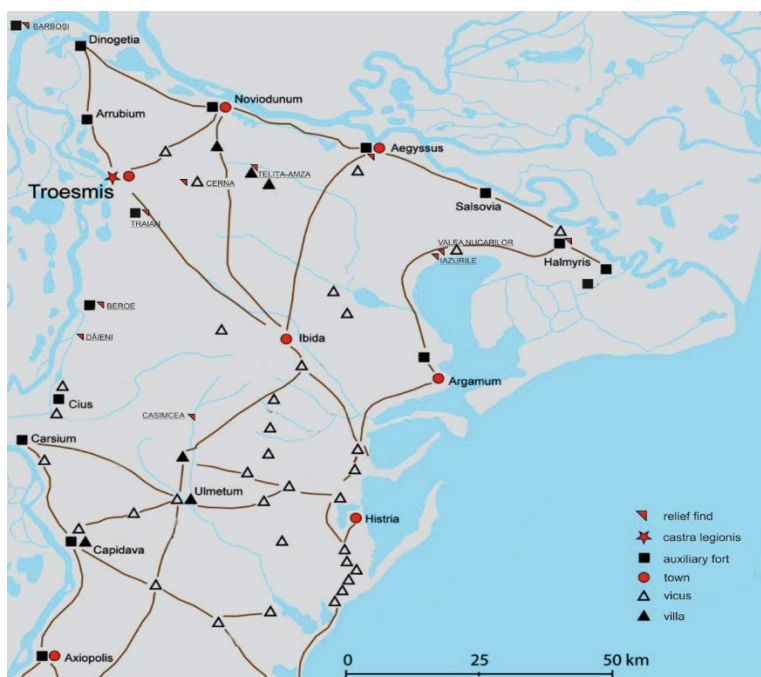 BARBOȘI
Dinogetia
Noviodunum
Arrubium
Aegyssus
TELITA-AMZA
CERNA
Troesmis
Salsovia
TRAIAN
VALEA NUCARILOR
IAZURILE
Halmyris
BEROE
DĂIENI
Ibida
Argamum
Cius
CASIMCEA
Carsium
Ulmetum
Histria
Capidava
Axiopolis
relief find
castra legionis
auxiliary fort
town
vicus
villa
0 25 50 km